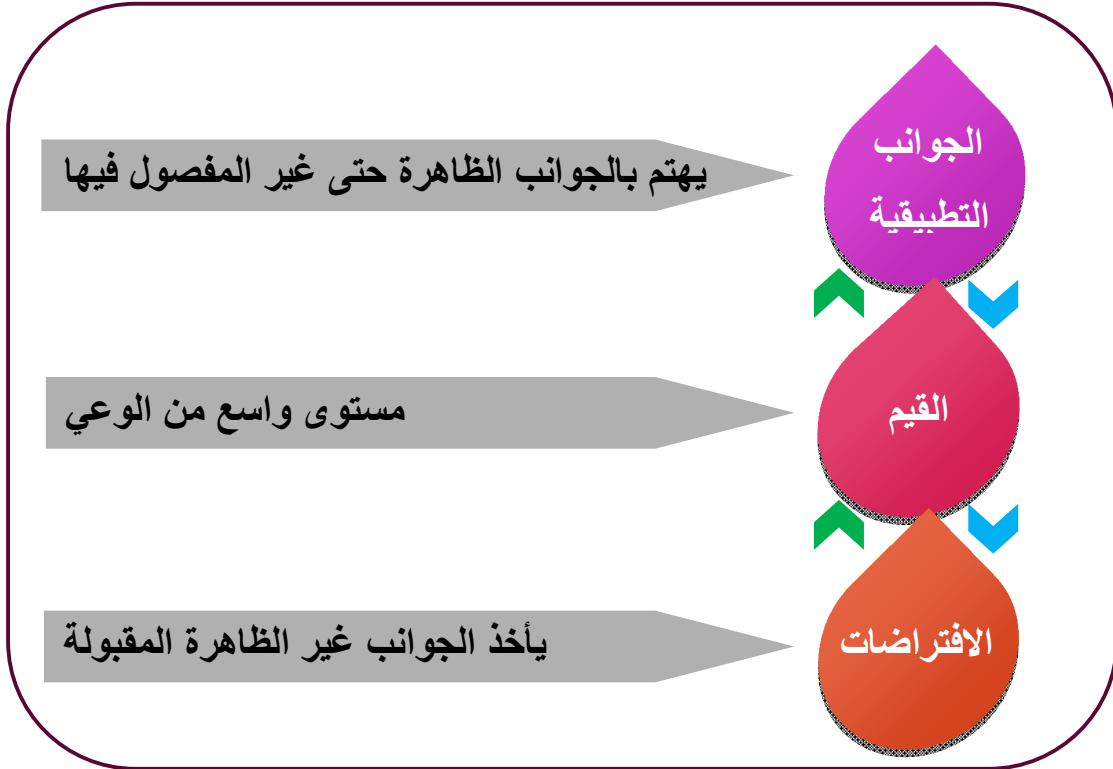 الجوانب
التطبيقية
يهتم بالجوانب الظاهرة حتى غير المفصول فيها
القيم
مستوى واسع من الوعي
الافتراضات
يأخذ الجوانب غير الظاهرة المقبولة